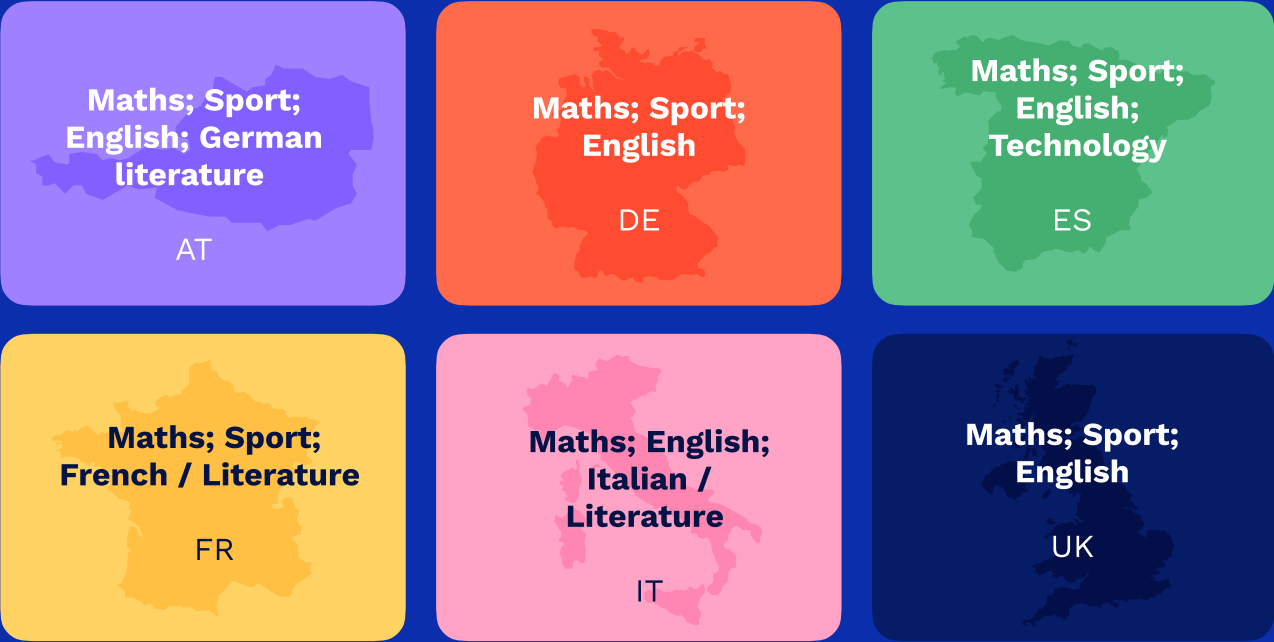 Maths; Sport;
English; German
literature
AT
Maths; Sport;
English
DE
Maths; Sport;
English;
Technology
ES
Maths; Sport;
French / Literature
FR
Maths; English;
Italian /
Literature
IT
Maths; Sport;
English
UK